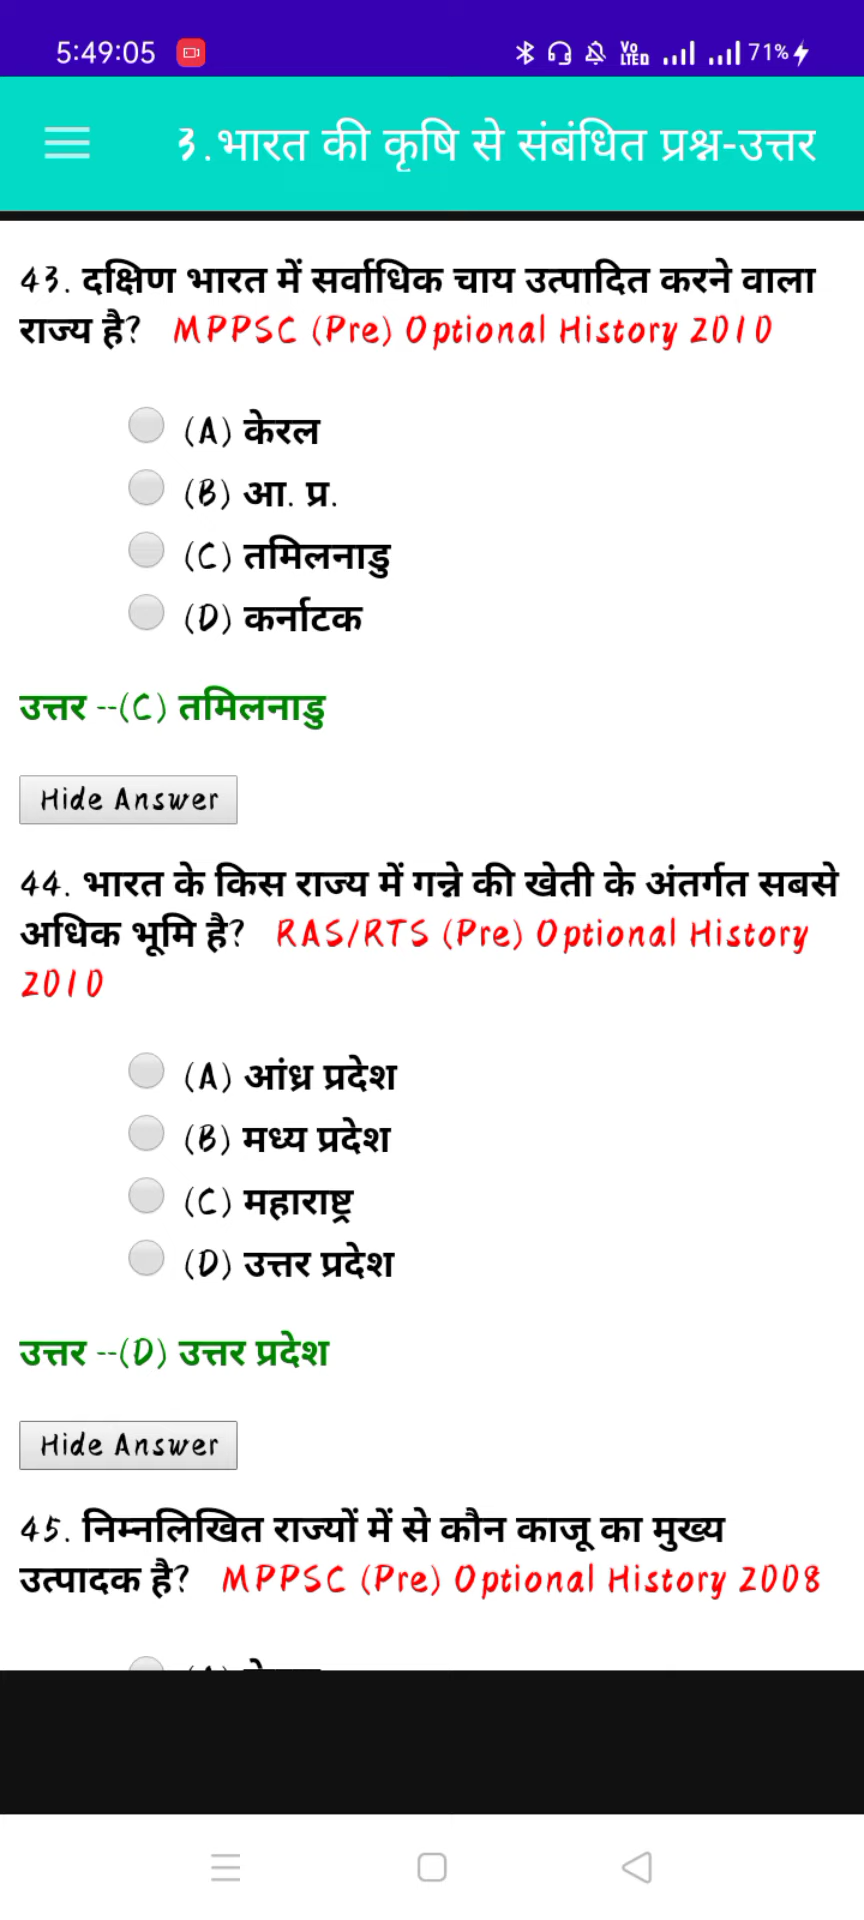 5:49:05
VO LTED 71%
3.भारत की कृषि से संबंधित प्रश्न-उत्तर
43. दक्षिण भारत में सर्वाधिक चाय उत्पादित करने वाला
राज्य है? MPPSC (Pre) Optional History 2010
(A) केरल
(B) आ. प्र.
(C) तमिलनाडु
(D) कर्नाटक
उत्तर --(C) तमिलनाडु
Hide Answer
44. भारत के किस राज्य में गन्ने की खेती के अंतर्गत सबसे
अधिक भूमि है? RAS/RTS (Pre) Optional History
2010
(A) आंध्र प्रदेश
(B) मध्य प्रदेश
(C) महाराष्ट्र
(D) उत्तर प्रदेश
उत्तर --(D) उत्तर प्रदेश
Hide Answer
45. निम्नलिखित राज्यों में से कौन काजू का मुख्य
उत्पादक है? MPPSC (Pre) Optional History 2008